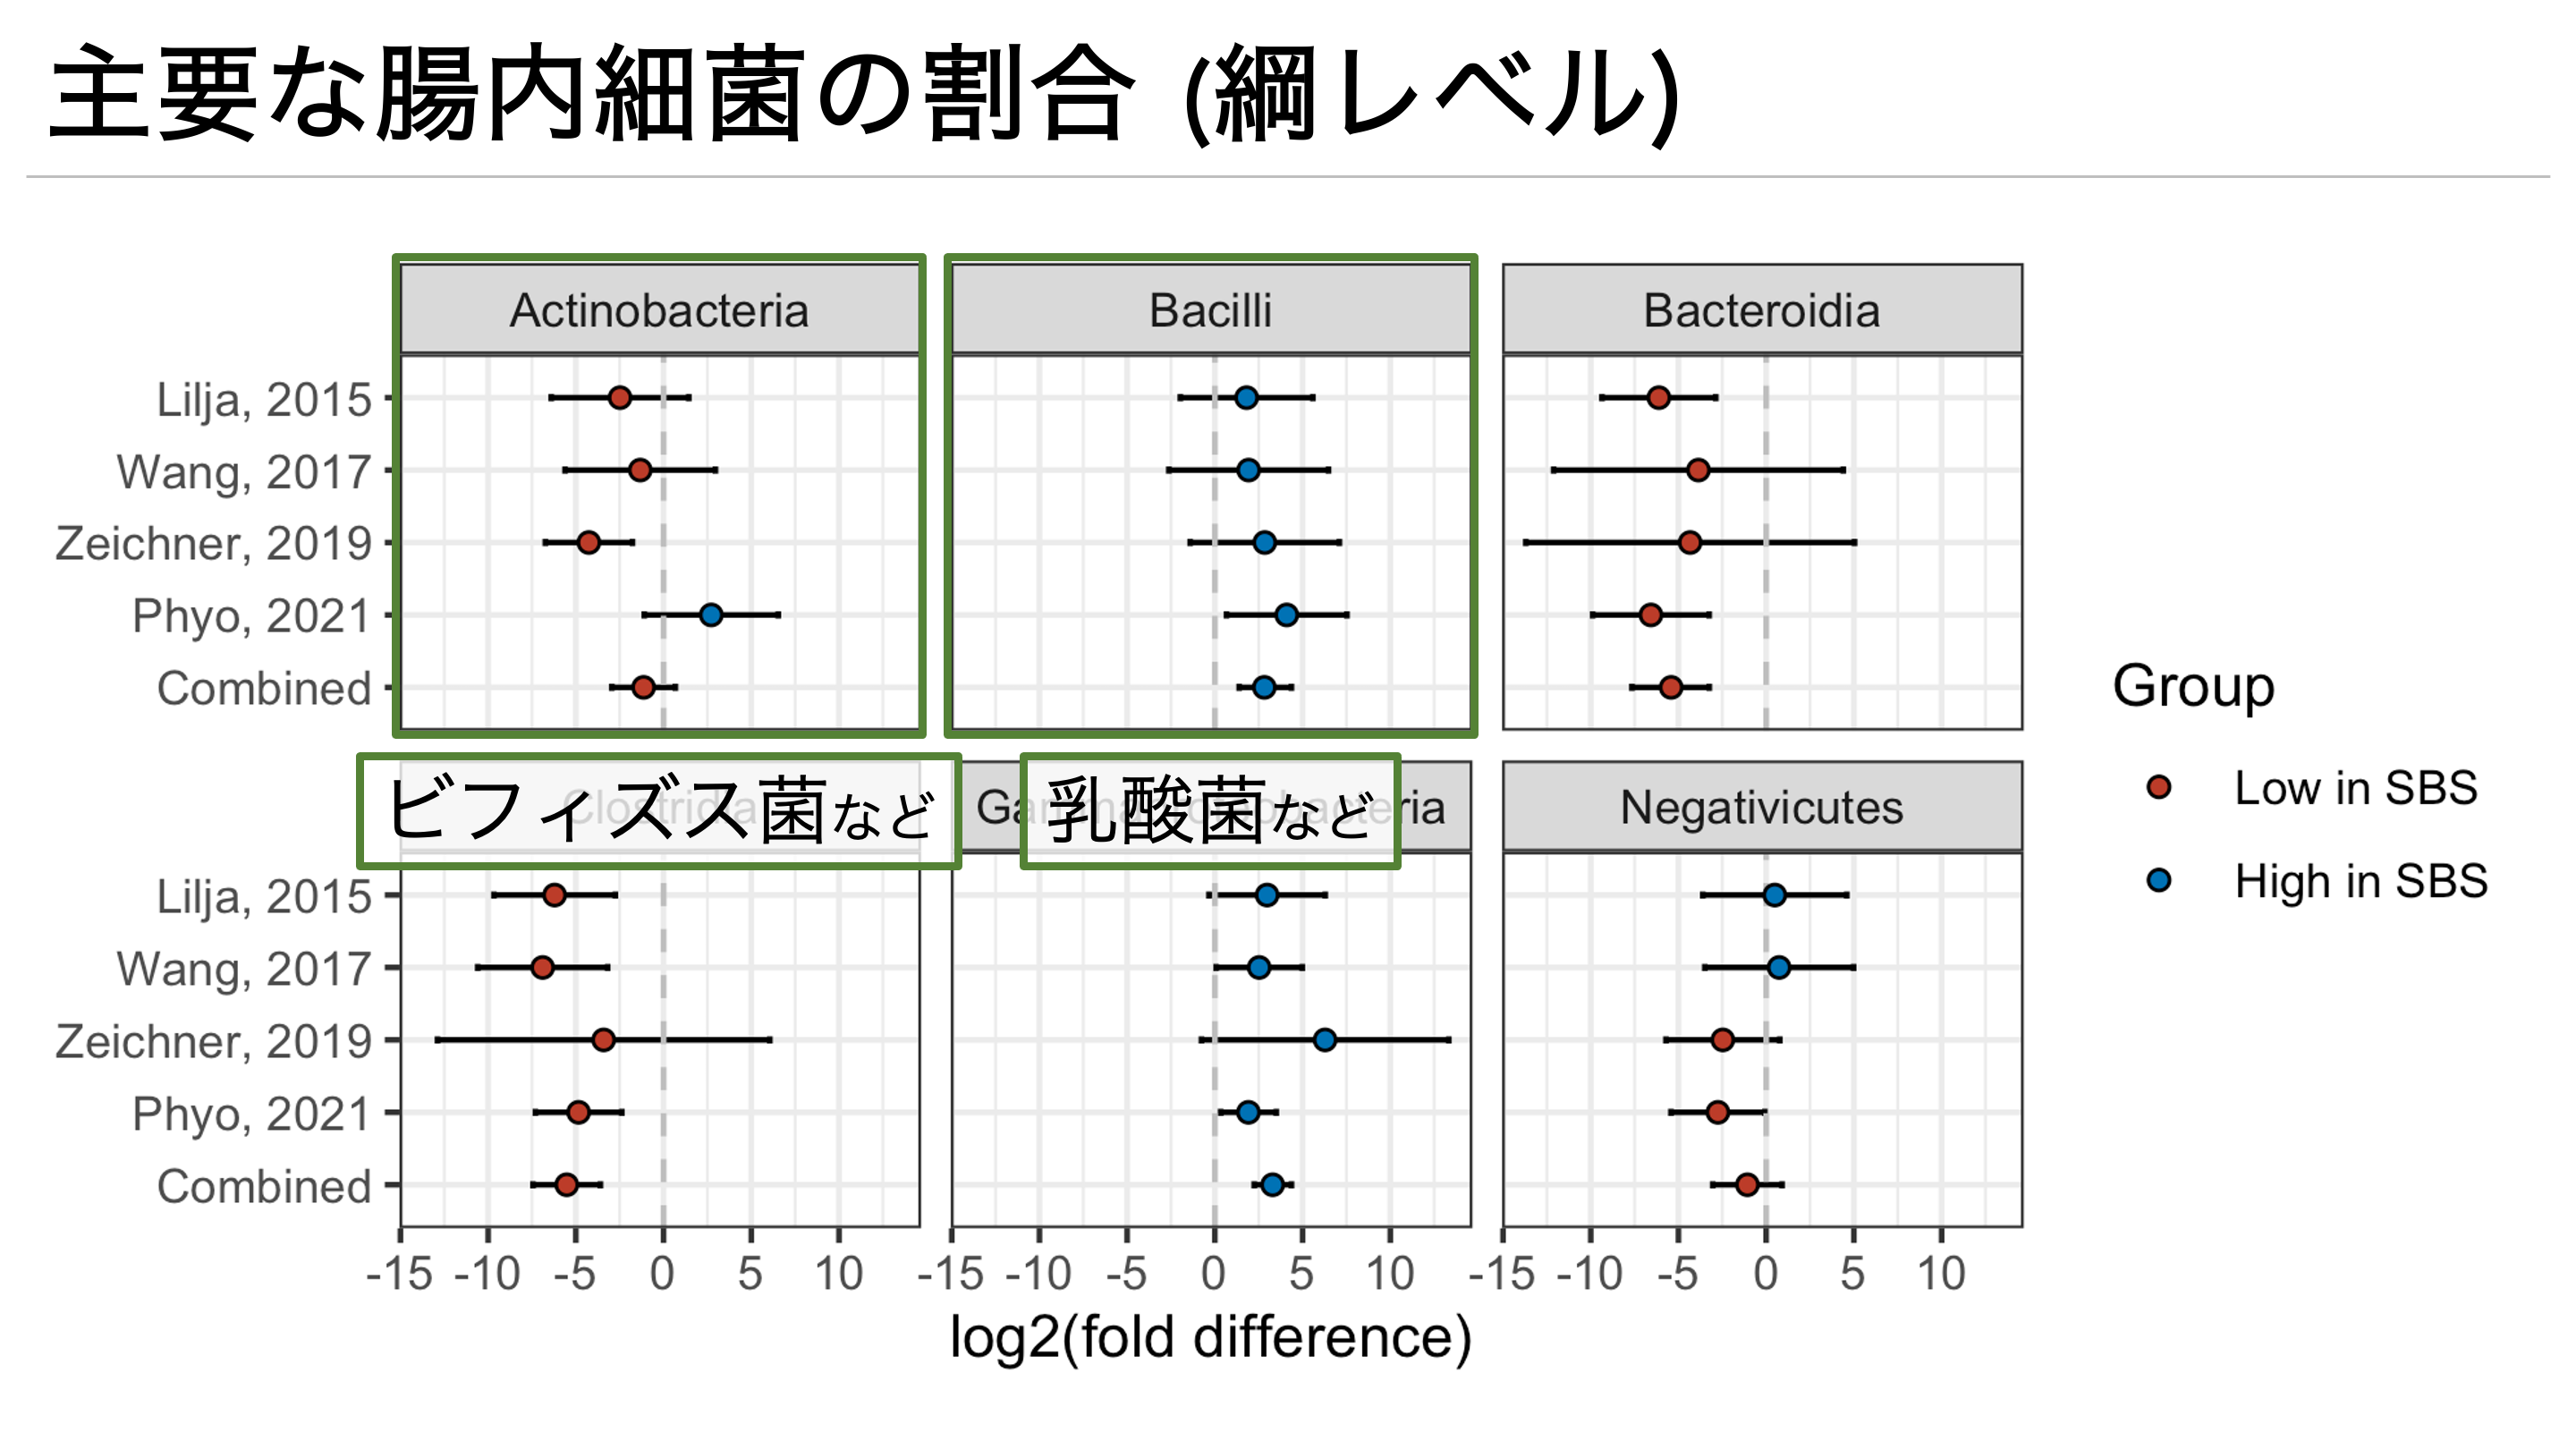 主要な腸内細菌の割合 (綱レベル)
Actinobacteria
Bacilli
Bacteroidia
Lilja, 2015
Wang, 2017
Zeichner, 2019
Phyo, 2021
Combined
ビフィズス菌など
乳酸菌など
Clostridia
Gammaproteobacteria
Negativicutes
Lilja, 2015
Wang, 2017
Zeichner, 2019
Phyo, 2021
Combined
-15 -10 -5 0 5 10
-15 -10 -5 0 5 10
-15 -10 -5 0 5 10
log2(fold difference)
Group
Low in SBS
High in SBS